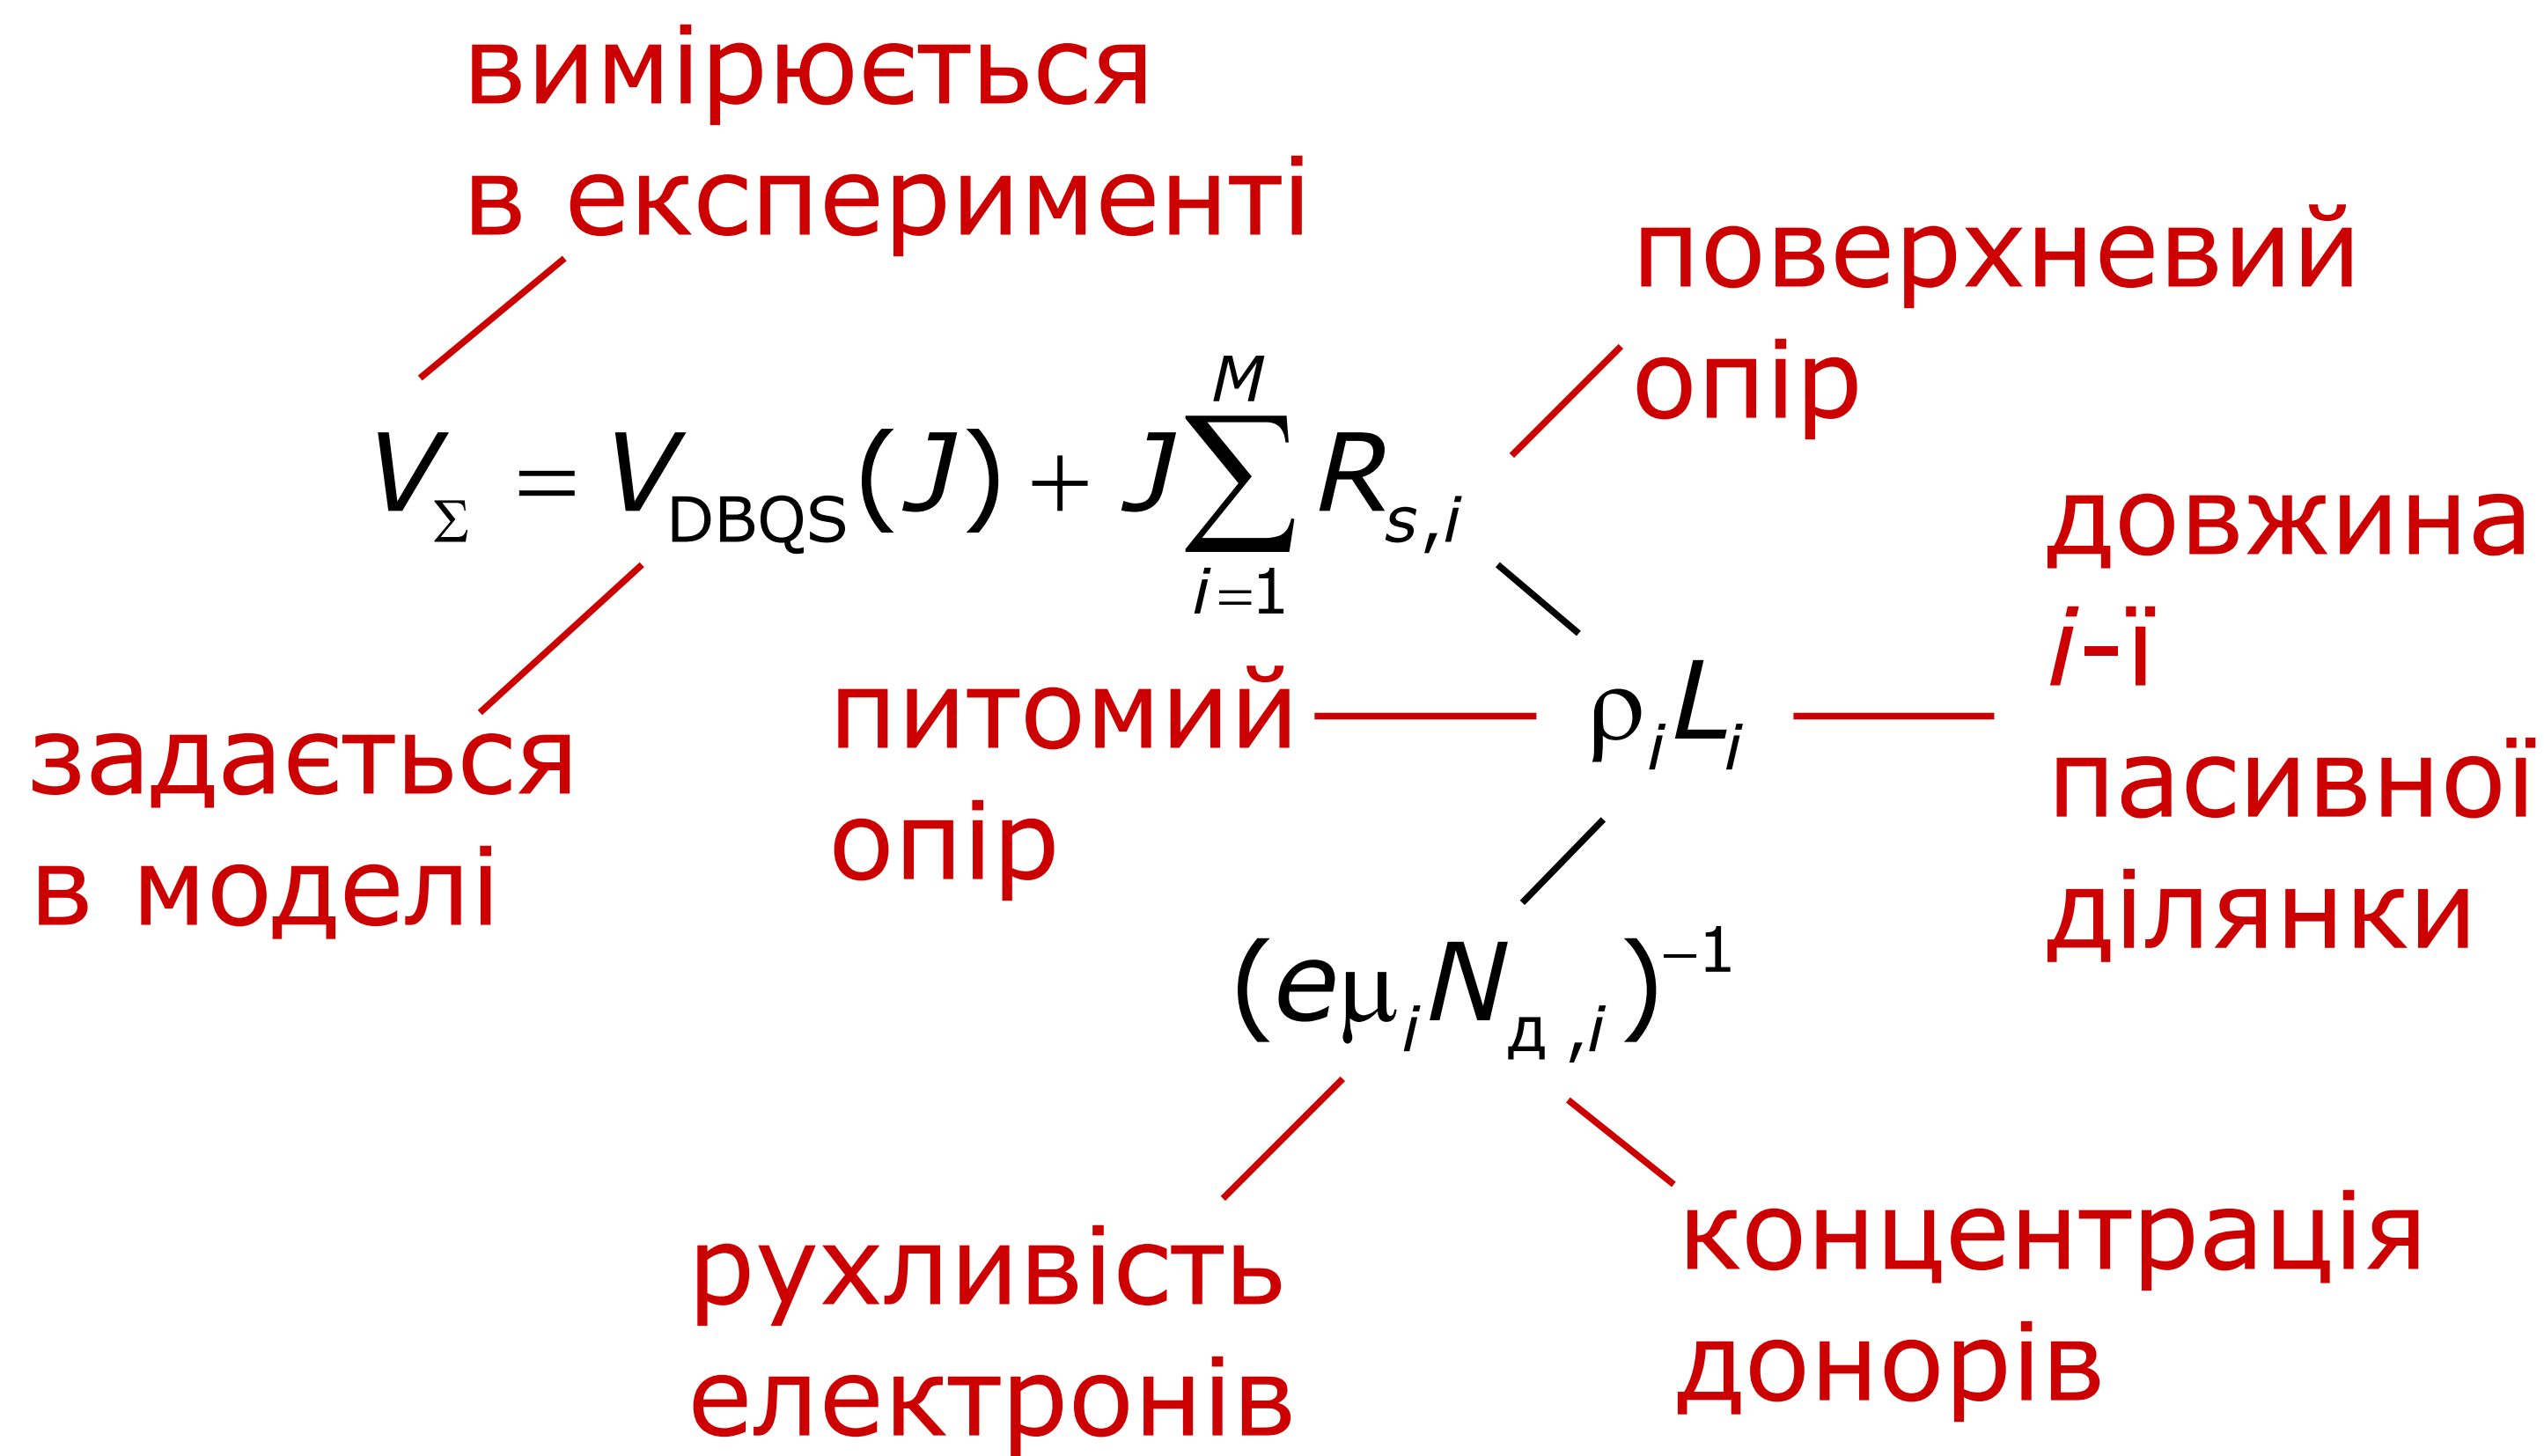 вимірюється
в експерименті
поверхневий
опір
V_Σ = V_DBQS(J) + J∑_{i=1}^{M} R_{s,i}
довжина
i-ї
пасивної
ділянки
питомий
опір
ρ_i L_i
задається
в моделі
(eμ_i N_{д,i})^{−1}
рухливість
електронів
концентрація
донорів